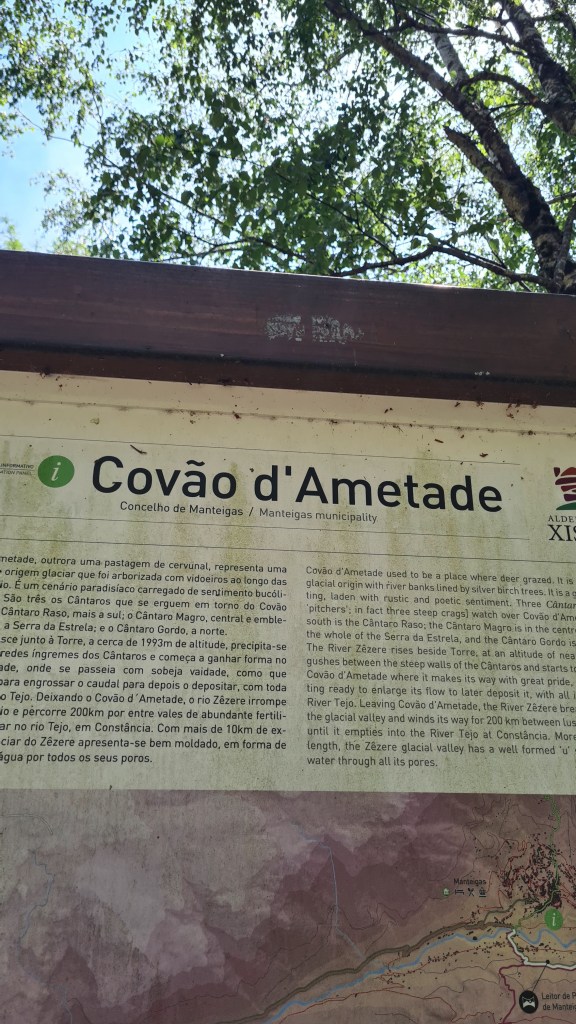 INFORMATIVO
ATION PANEL
i
Covão d'Ametade
Concelho de Manteigas / Manteigas municipality
ALDE
XIS
metade, outrora uma pastagem de cervunal, representa uma
origem glaciar que foi arborizada com vidoeiros ao longo das
io. É um cenário paradisíaco carregado de sentimento bucóli-
São três os Cântaros que se erguem em torno do Covão
Cântaro Raso, mais a sul; o Cântaro Magro, central e emble-
a Serra da Estrela; e o Cântaro Gordo, a norte.
sce junto à Torre, a cerca de 1993m de altitude, precipita-se
redes íngremes dos Cântaros e começa a ganhar forma no
ade, onde se passeia com sobeja vaidade, como que
para engrossar o caudal para depois o depositar, com toda
o Tejo. Deixando o Covão d'Ametade, o rio Zêzere irrompe
io e percorre 200km por entre vales de abundante fertili-
ar no rio Tejo, em Constância. Com mais de 10km de ex-
ciar do Zêzere apresenta-se bem moldado, em forma de
água por todos os seus poros.
Covão d'Ametade used to be a place where deer grazed. It is
glacial origin with river banks lined by silver birch trees. It is a g
ting, laden with rustic and poetic sentiment. Three Cântar
'pitchers'; in fact three steep crags) watch over Covão d'Ame
south is the Cântaro Raso; the Cântaro Magro is in the centr
the whole of the Serra da Estrela, and the Cântaro Gordo is
The River Zêzere rises beside Torre, at an altitude of nea
gushes between the steep walls of the Cântaros and starts to
Covão d'Ametade where it makes its way with great pride,
ting ready to enlarge its flow to later deposit it, with all i
River Tejo. Leaving Covão d'Ametade, the River Zêzere brea
the glacial valley and winds its way for 200 km between lus
until it empties into the River Tejo at Constância. More
length, the Zêzere glacial valley has a well formed 'u'
water through all its pores.
Manteigas
i
Leitor de P
de Mantei